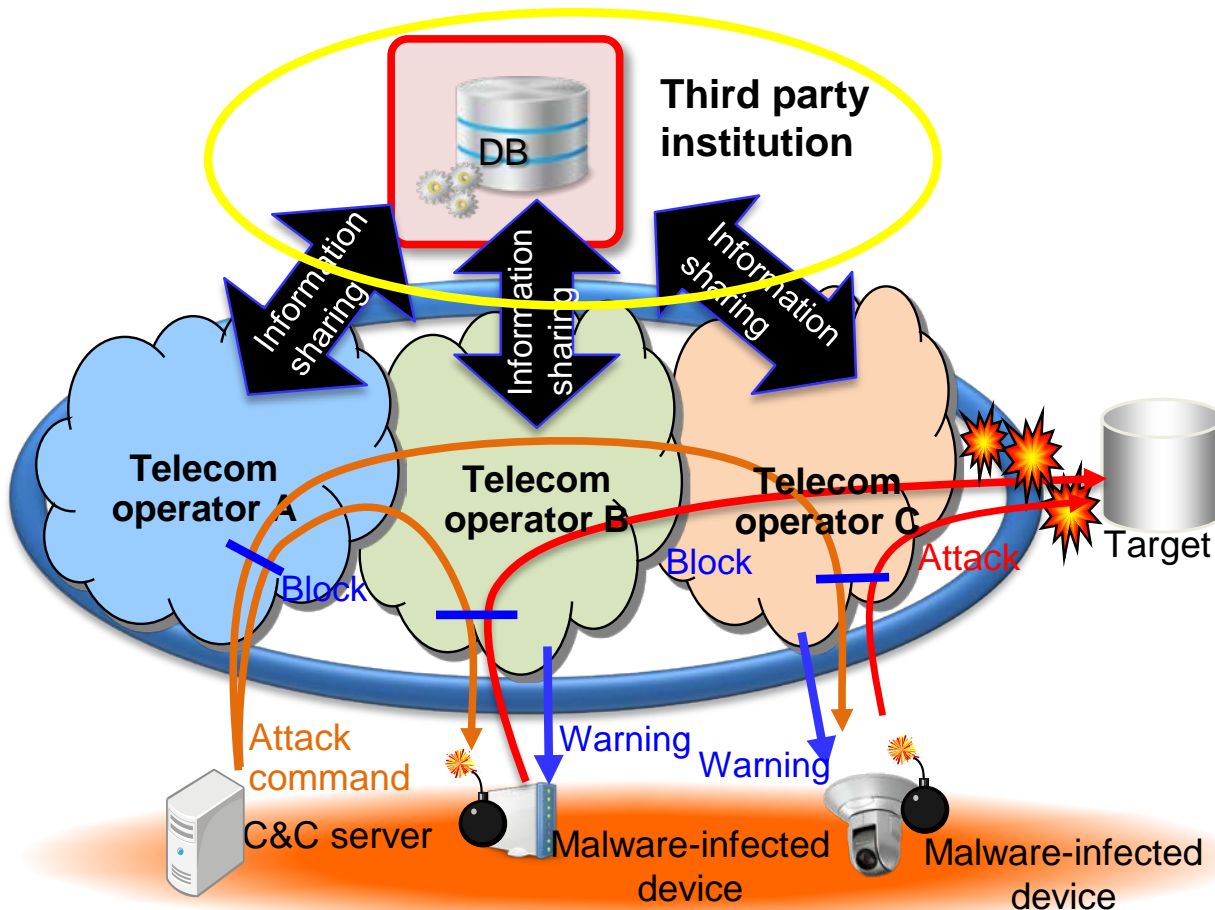 Third party
institution
DB
Information
sharing
Information
sharing
Information
sharing
Telecom
operator A
Telecom
operator B
Telecom
operator C
Target
Block
Block
Attack
Attack
command
Warning
Warning
C&C server
Malware-infected
device
Malware-infected
device